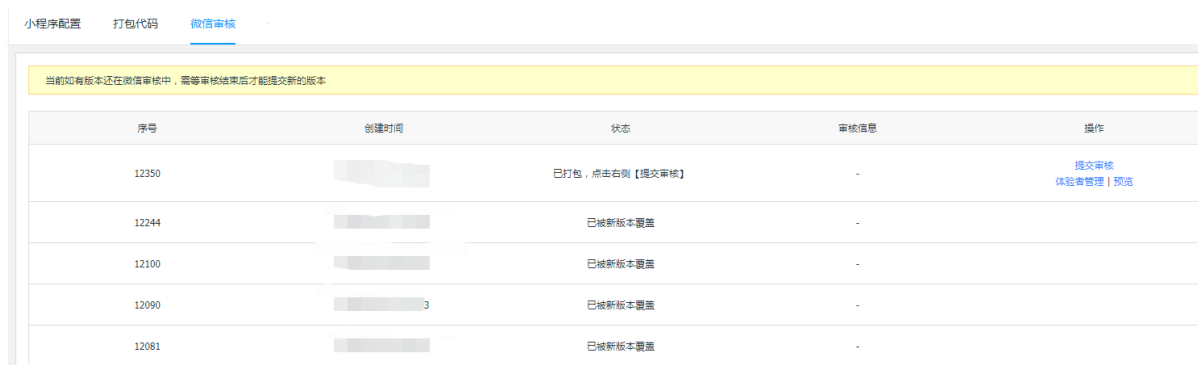 小程序配置 打包代码 微信审核
当前如有版本还在微信审核中，需等审核结束后才能提交新的版本
序号 创建时间 状态 审核信息 操作
12350 已打包，点击右侧【提交审核】 - 提交审核
体验者管理 | 预览
12244 已被新版本覆盖 -
12100 已被新版本覆盖 -
12090 3 已被新版本覆盖 -
12081 已被新版本覆盖 -